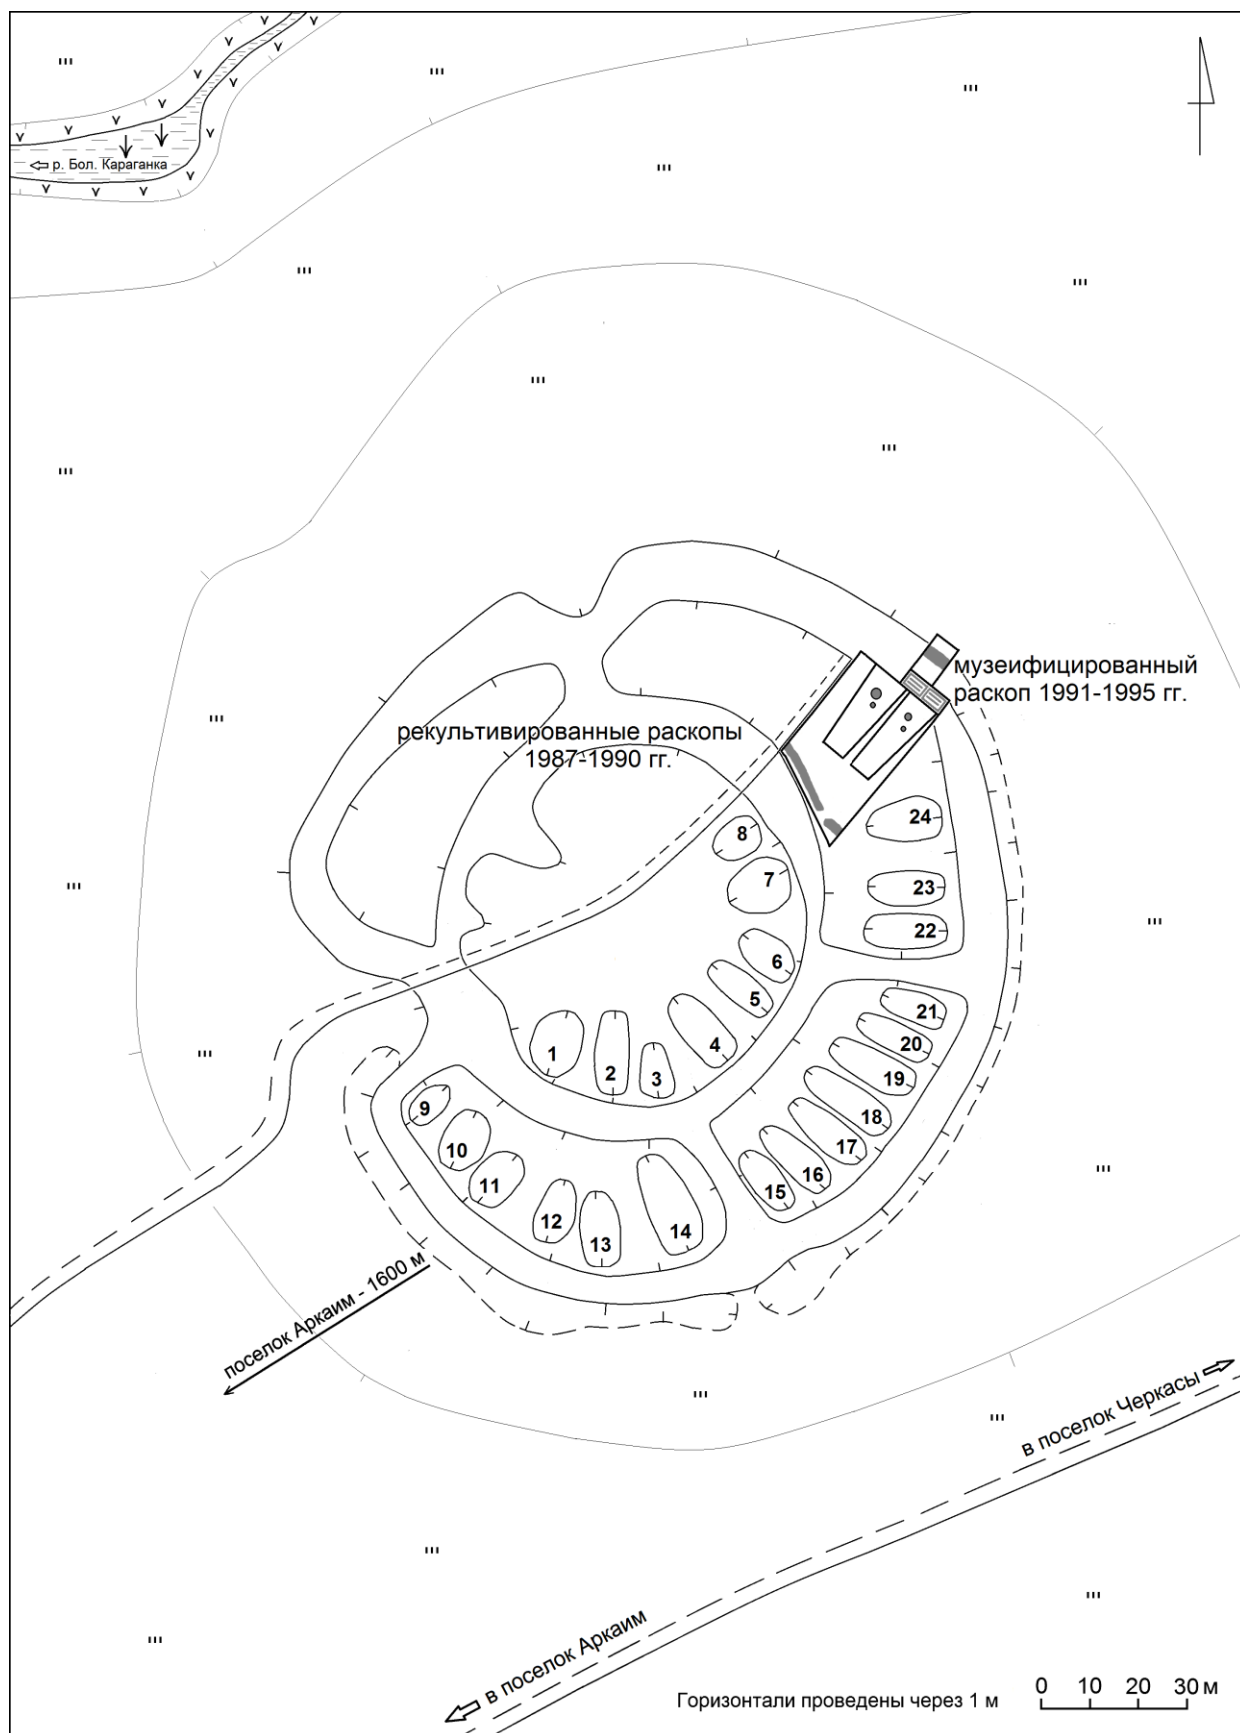 р. Бол. Караганка
музеифицированный
раскоп 1991-1995 гг.
рекультивированные раскопы
1987-1990 гг.
24
8
7
23
22
6
5
21
4
20
1
2
3
19
9
18
10
17
11
16
15
12
14
13
поселок Аркаим - 1600 м
в поселок Черкасы
в поселок Аркаим
Горизонтали проведены через 1 м
0 10 20 30 м